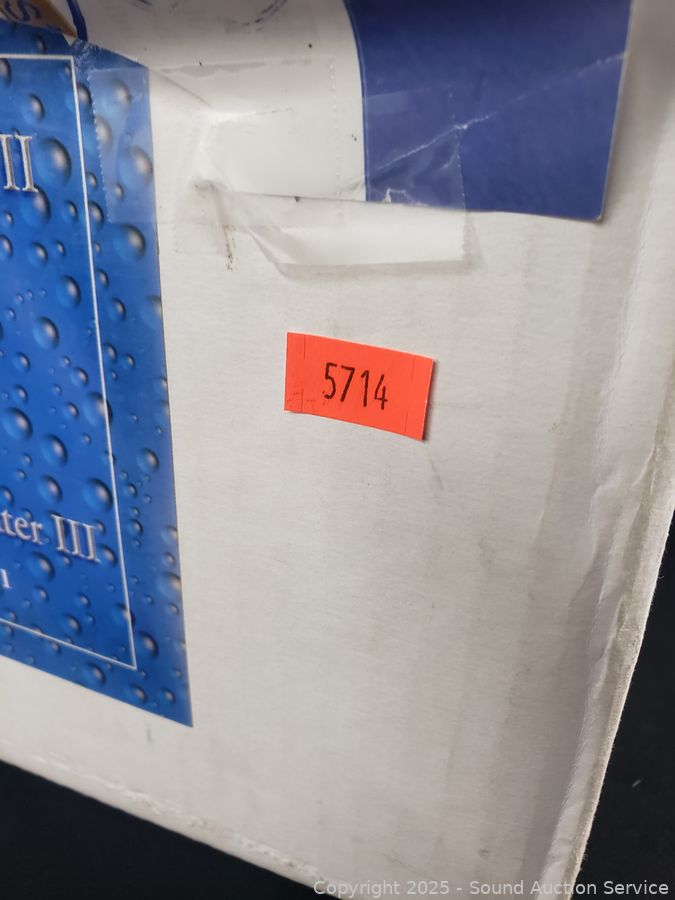 II
5714
ter III
Copyright 2025 - Sound Auction Service